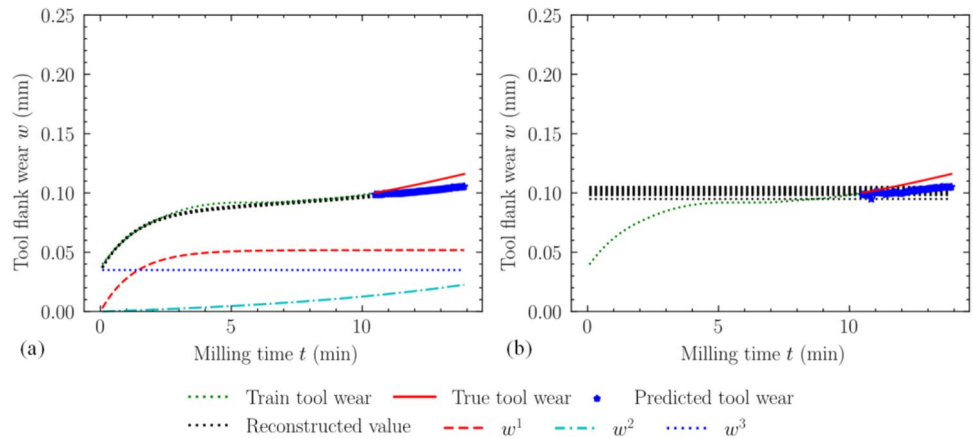 0.25
0.20
0.15
0.10
0.05
0.00
Tool flank wear w (mm)
0
5
10
Milling time t (min)
(a)
0.25
0.20
0.15
0.10
0.05
0.00
Tool flank wear w (mm)
0
5
10
Milling time t (min)
(b)
Train tool wear
True tool wear
Predicted tool wear
Reconstructed value
w¹
w²
w³